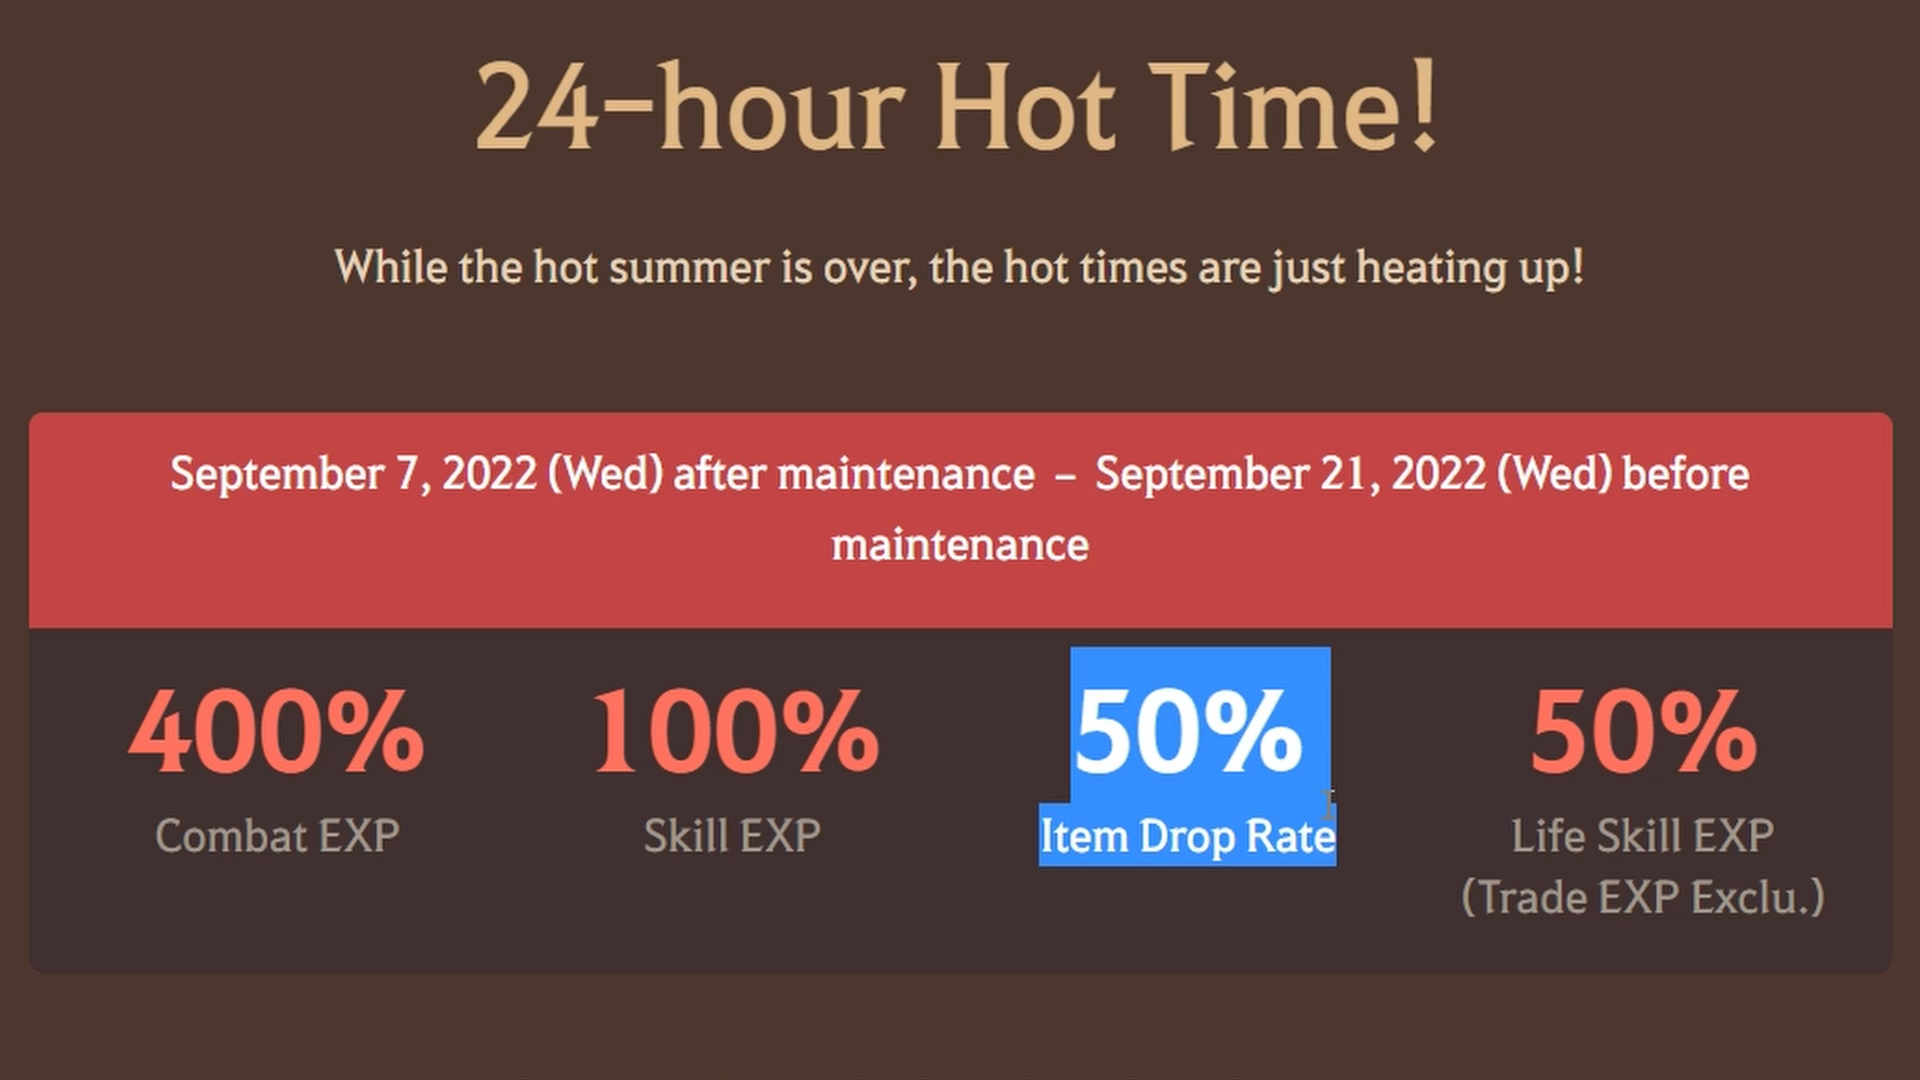 24-hour Hot Time!
While the hot summer is over, the hot times are just heating up!
September 7, 2022 (Wed) after maintenance – September 21, 2022 (Wed) before
maintenance
400%
Combat EXP
100%
Skill EXP
50%
Item Drop Rate
50%
Life Skill EXP
(Trade EXP Exclu.)